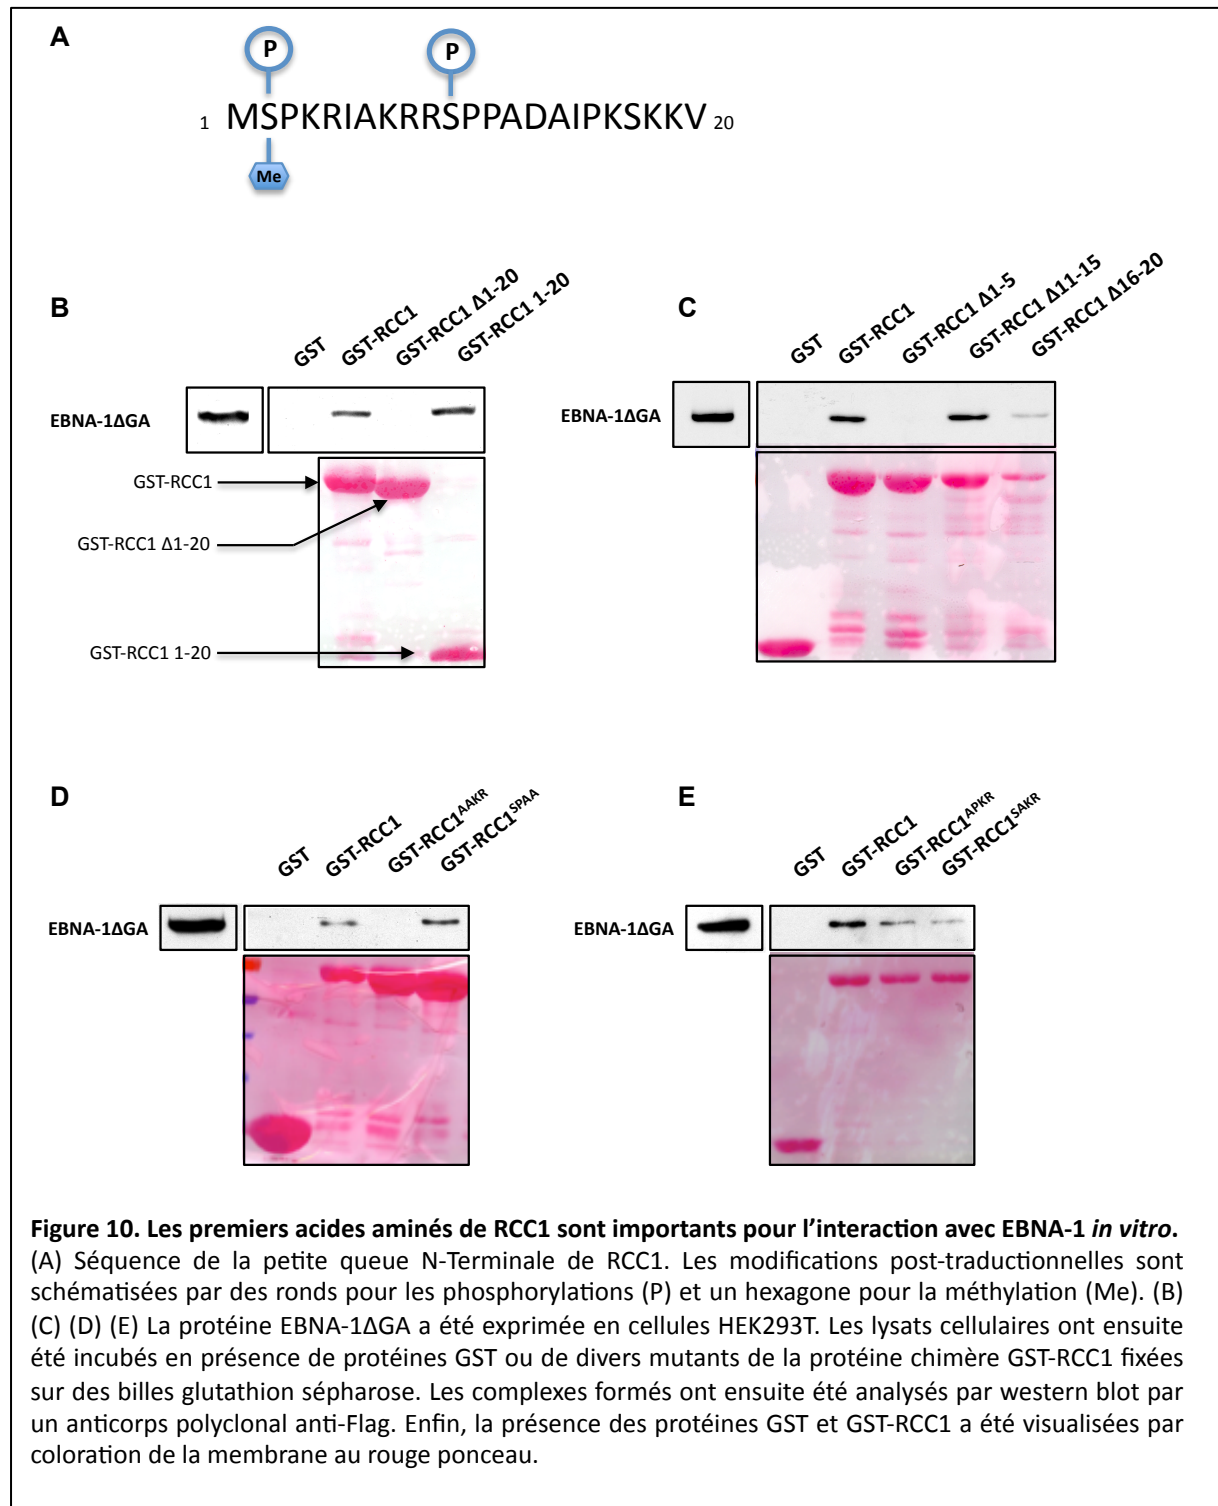 A
P
P
1 MSPKRIAKRRSPPADAIPKSKKV 20
Me
B
GST
GST-RCC1
GST-RCC1 Δ1-20
GST-RCC1 1-20
EBNA-1ΔGA
GST-RCC1
GST-RCC1 Δ1-20
GST-RCC1 1-20
C
GST
GST-RCC1
GST-RCC1 Δ1-5
GST-RCC1 Δ11-15
GST-RCC1 Δ16-20
EBNA-1ΔGA
D
GST
GST-RCC1
GST-RCC1AAKR
GST-RCC1SPAA
EBNA-1ΔGA
E
GST
GST-RCC1
GST-RCC1APKR
GST-RCC1SAKR
EBNA-1ΔGA
Figure 10. Les premiers acides aminés de RCC1 sont importants pour l’interaction avec EBNA-1 in vitro.
(A) Séquence de la petite queue N-Terminale de RCC1. Les modifications post-traductionnelles sont
schématisées par des ronds pour les phosphorylations (P) et un hexagone pour la méthylation (Me). (B)
(C) (D) (E) La protéine EBNA-1ΔGA a été exprimée en cellules HEK293T. Les lysats cellulaires ont ensuite
été incubés en présence de protéines GST ou de divers mutants de la protéine chimère GST-RCC1 fixées
sur des billes glutathion sépharose. Les complexes formés ont ensuite été analysés par western blot par
un anticorps polyclonal anti-Flag. Enfin, la présence des protéines GST et GST-RCC1 a été visualisées par
coloration de la membrane au rouge ponceau.